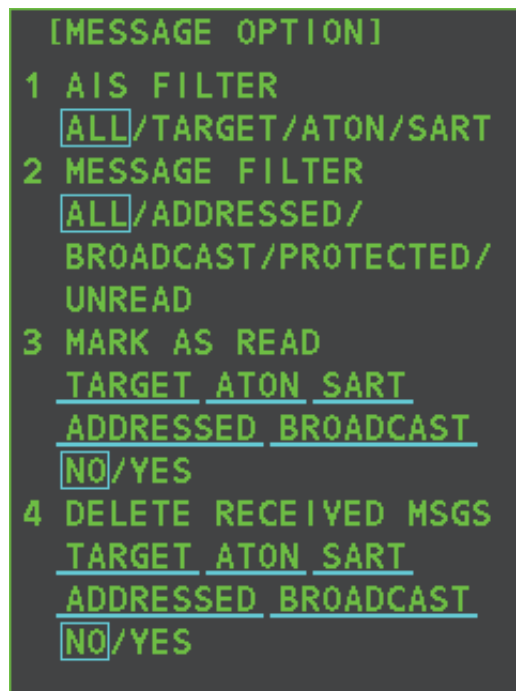 [MESSAGE OPTION]
1 AIS FILTER
ALL/TARGET/ATON/SART
2 MESSAGE FILTER
ALL/ADDRESSED/
BROADCAST/PROTECTED/
UNREAD
3 MARK AS READ
TARGET ATON SART
ADDRESSED BROADCAST
NO/YES
4 DELETE RECEIVED MSGS
TARGET ATON SART
ADDRESSED BROADCAST
NO/YES